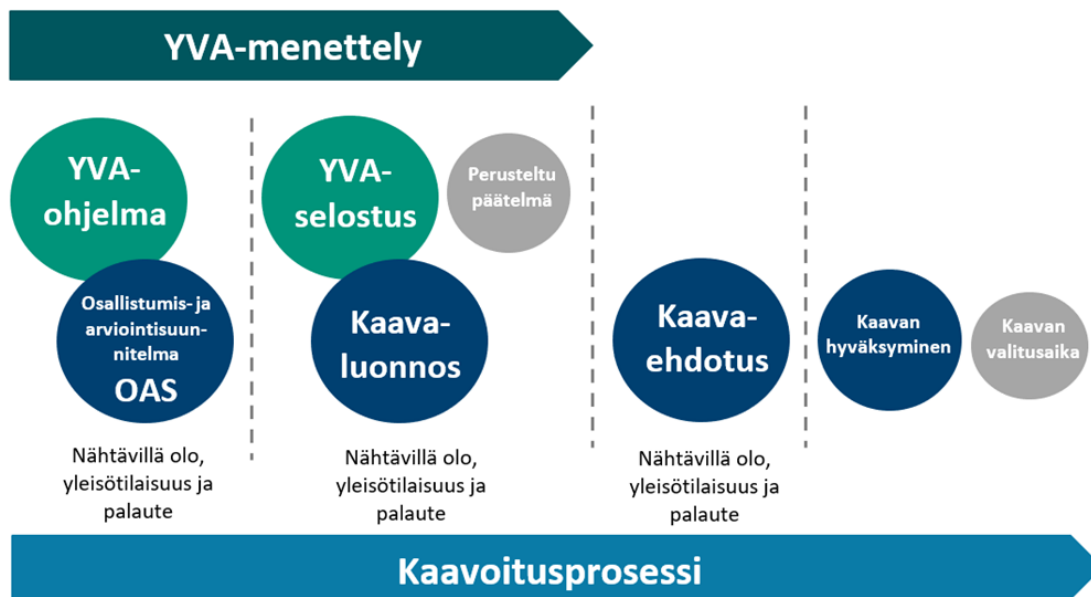 YVA-menettely
YVA-
ohjelma
Osallistumis- ja
arviointisuun-
nitelma
OAS
Nähtävillä olo,
yleisötilaisuus ja
palaute
YVA-
selostus
Perusteltu
päätelmä
Kaava-
luonnos
Nähtävillä olo,
yleisötilaisuus ja
palaute
Kaava-
ehdotus
Nähtävillä olo,
yleisötilaisuus ja
palaute
Kaavan
hyväksyminen
Kaavan
valitusaika
Kaavoitusprosessi